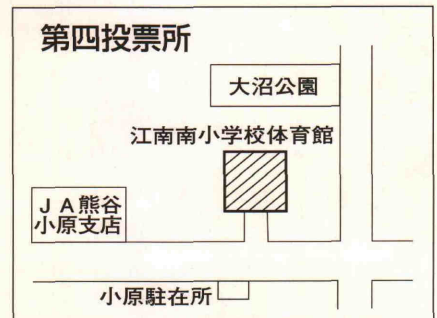 第四投票所
大沼公園
江南南小学校体育館
JA熊谷
小原支店
小原駐在所